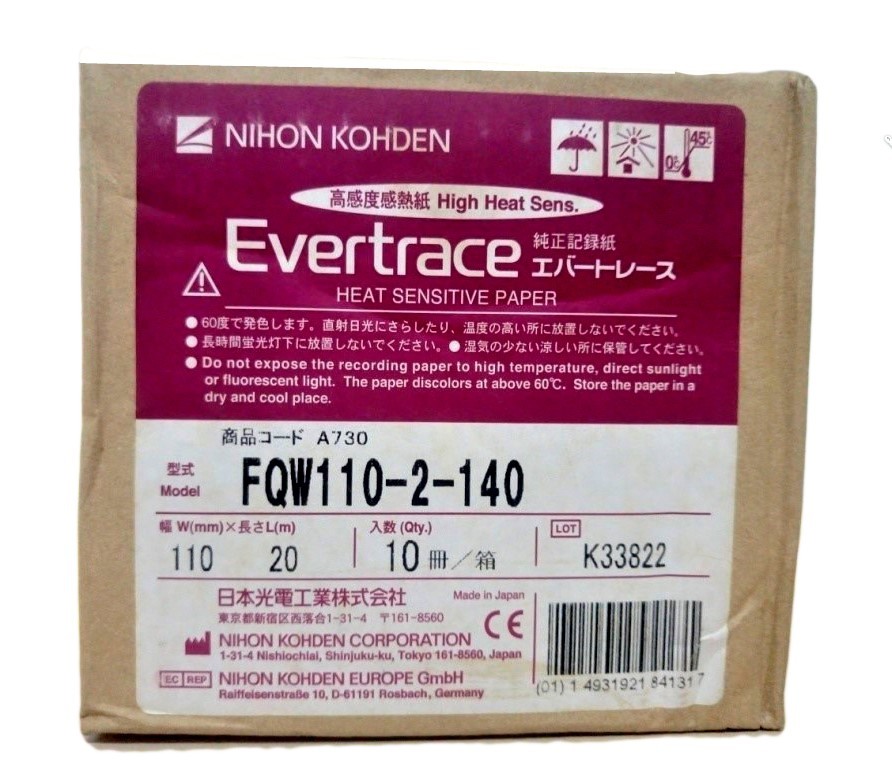 NIHON KOHDEN
45℃
0℃
高感度感熱紙 High Heat Sens.
Evertrace 純正記録紙
エバートレース
HEAT SENSITIVE PAPER
● 60度で発色します。直射日光にさらしたり、温度の高い所に放置しないでください。
● 長時間蛍光灯下に放置しないでください。● 湿気の少ない涼しい所に保管してください。
● Do not expose the recording paper to high temperature, direct sunlight
or fluorescent light. The paper discolors at above 60℃. Store the paper in a
dry and cool place.
商品コード A730
型式
Model
FQW110-2-140
幅 W(mm)×長さL(m) 入数 (Qty.) LOT
110 20 10 冊/箱 K33822
日本光電工業株式会社 Made in Japan
東京都新宿区西落合1-31-4 〒161-8560
CE
NIHON KOHDEN CORPORATION
1-31-4 Nishiochiai, Shinjuku-ku, Tokyo 161-8560, Japan
EC REP NIHON KOHDEN EUROPE GmbH
Raiffeisenstraße 10, D-61191 Rosbach, Germany
(01) 1 4931921 84131 7